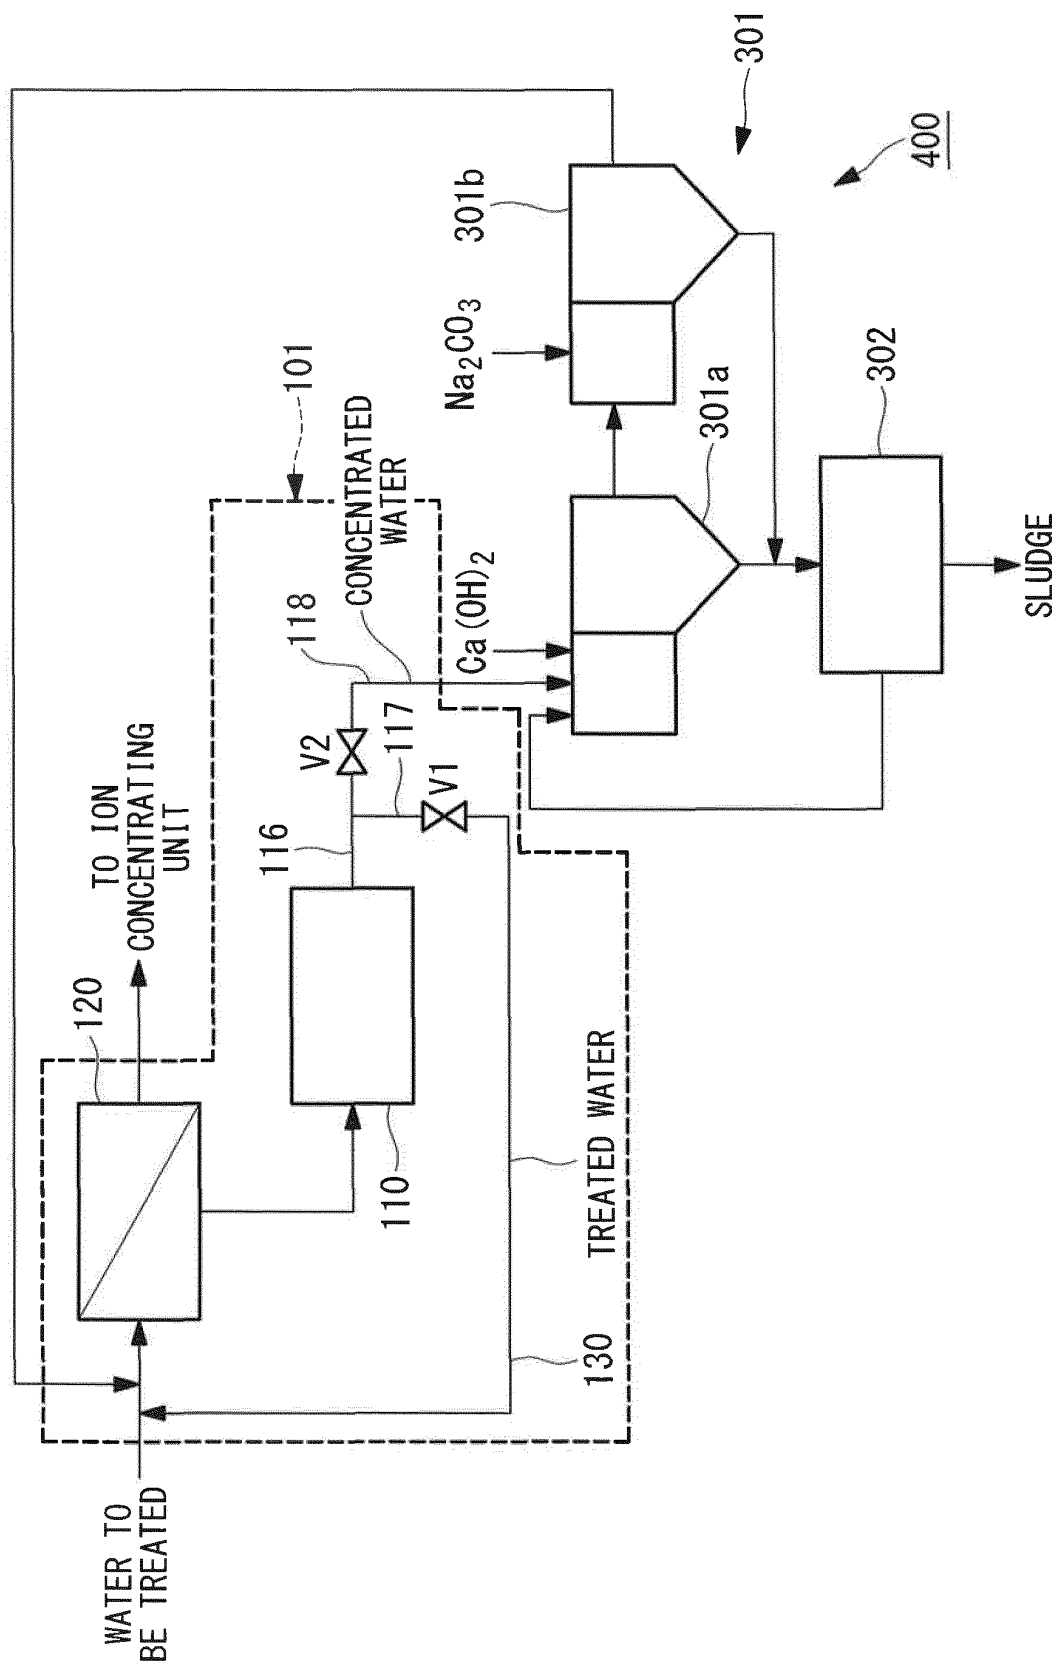 WATER TO
BE TREATED
120
TO ION
CONCENTRATING
UNIT
101
110
116
V2
118
117
V1
CONCENTRATED
WATER
130
TREATED WATER
Ca(OH)2
Na2CO3
301b
301a
301
302
400
SLUDGE